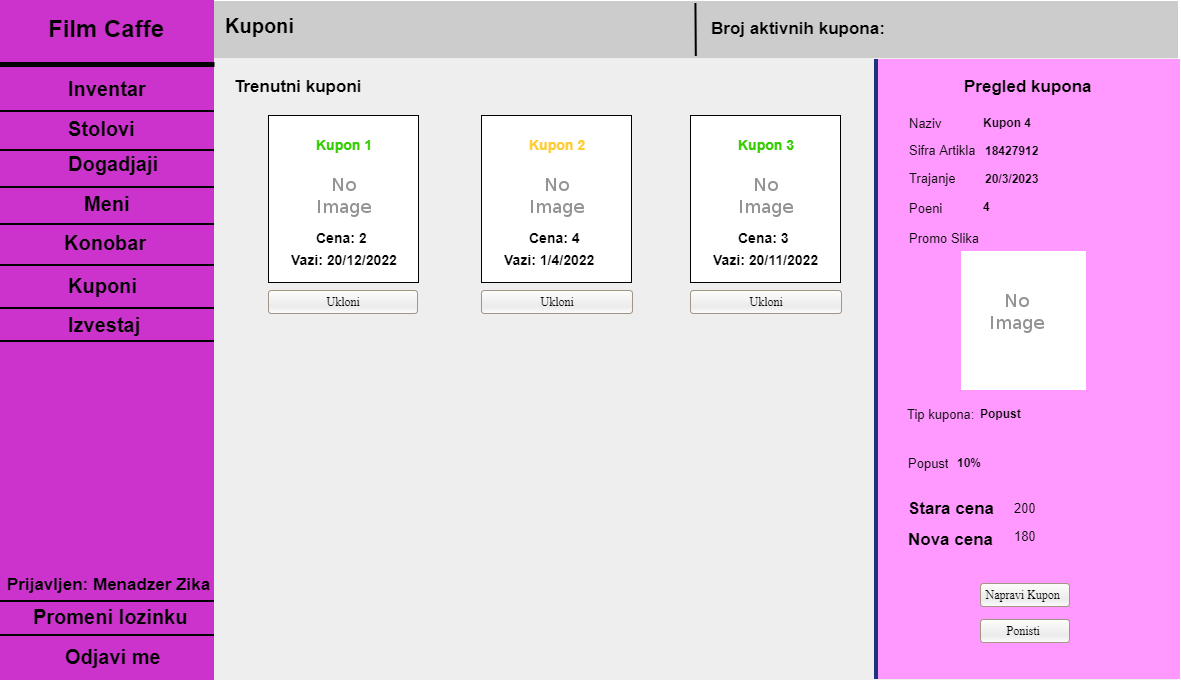 Film Caffe
Inventar
Stolovi
Dogadjaji
Meni
Konobar
Kuponi
Izvestaj
Prijavljen: Menadzer Zika
Promeni lozinku
Odjavi me
Kuponi
Broj aktivnih kupona:
Trenutni kuponi
Kupon 1
No
Image
Cena: 2
Vazi: 20/12/2022
Ukloni
Kupon 2
No
Image
Cena: 4
Vazi: 1/4/2022
Ukloni
Kupon 3
No
Image
Cena: 3
Vazi: 20/11/2022
Ukloni
Pregled kupona
Naziv Kupon 4
Sifra Artikla 18427912
Trajanje 20/3/2023
Poeni 4
Promo Slika
No
Image
Tip kupona: Popust
Popust 10%
Stara cena 200
Nova cena 180
Napravi Kupon
Ponisti